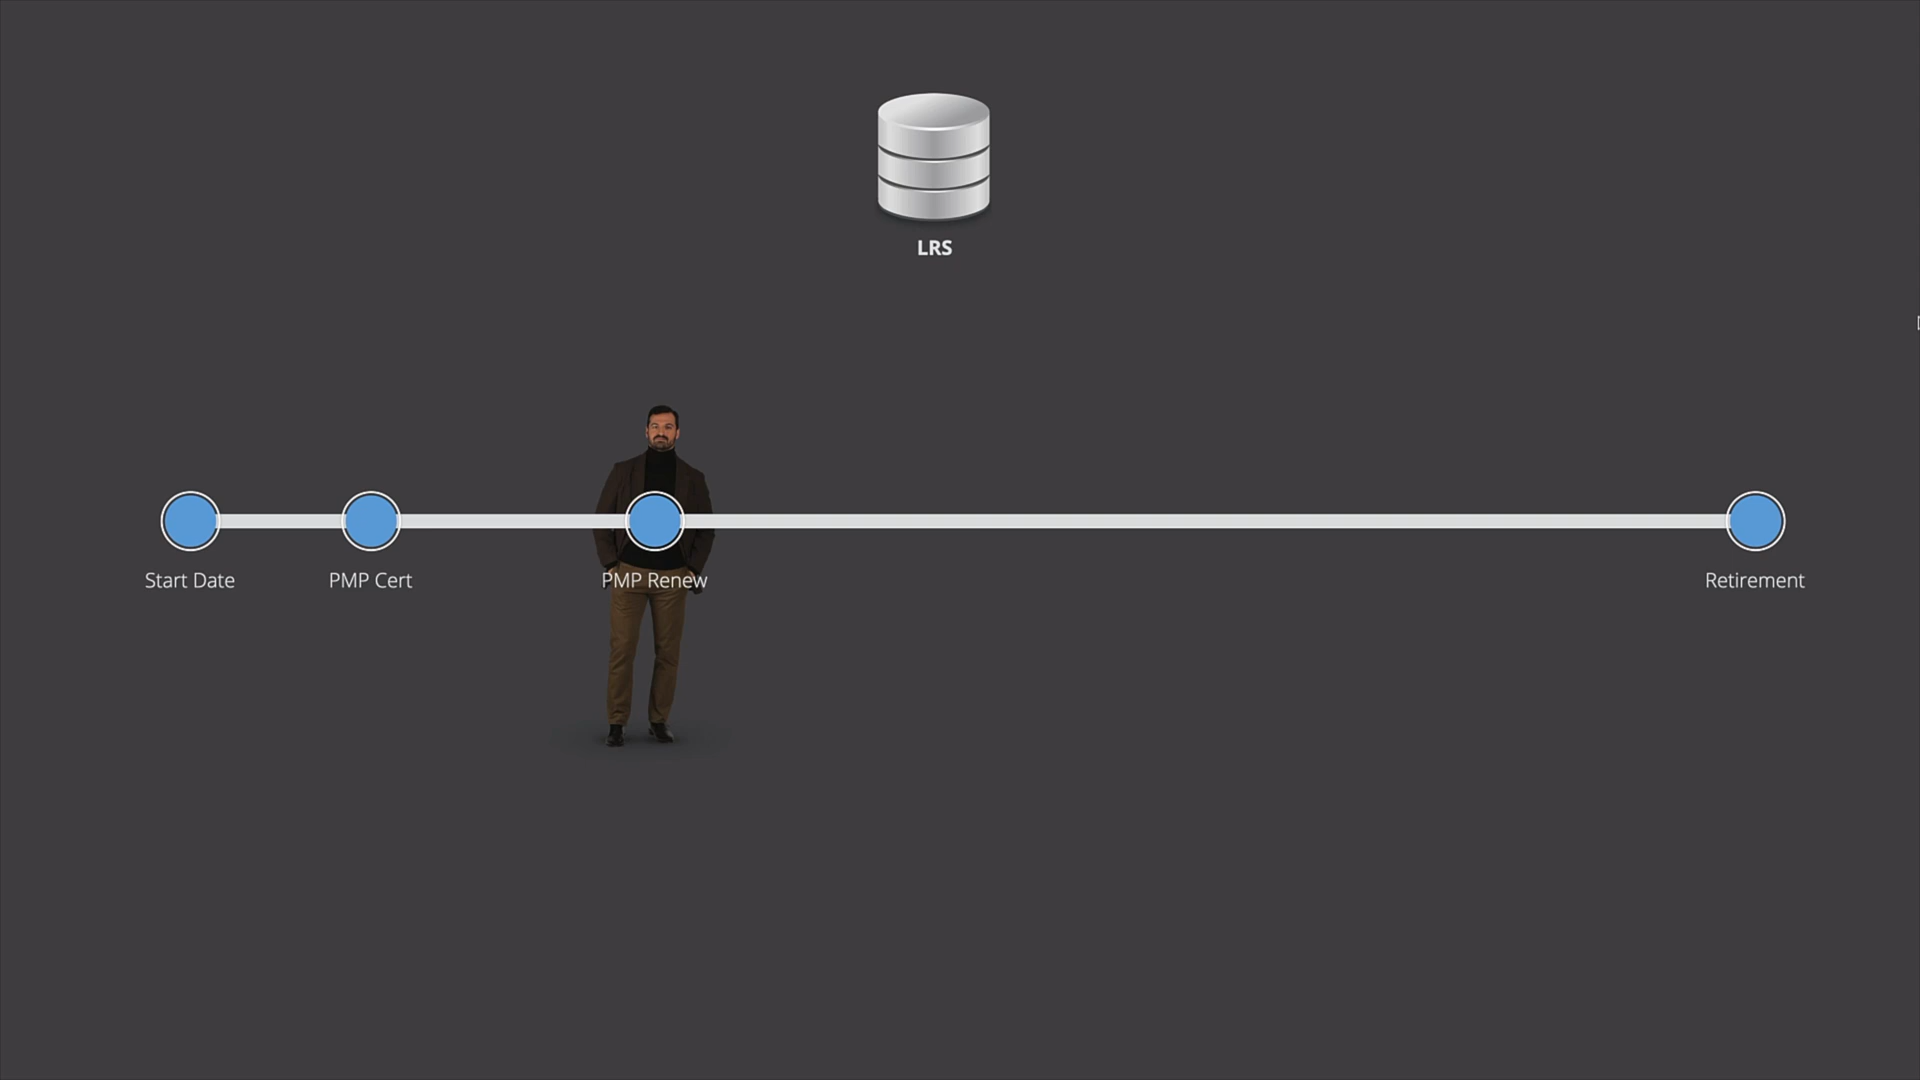 LRS
Start Date
PMP Cert
PMP Renew
Retirement